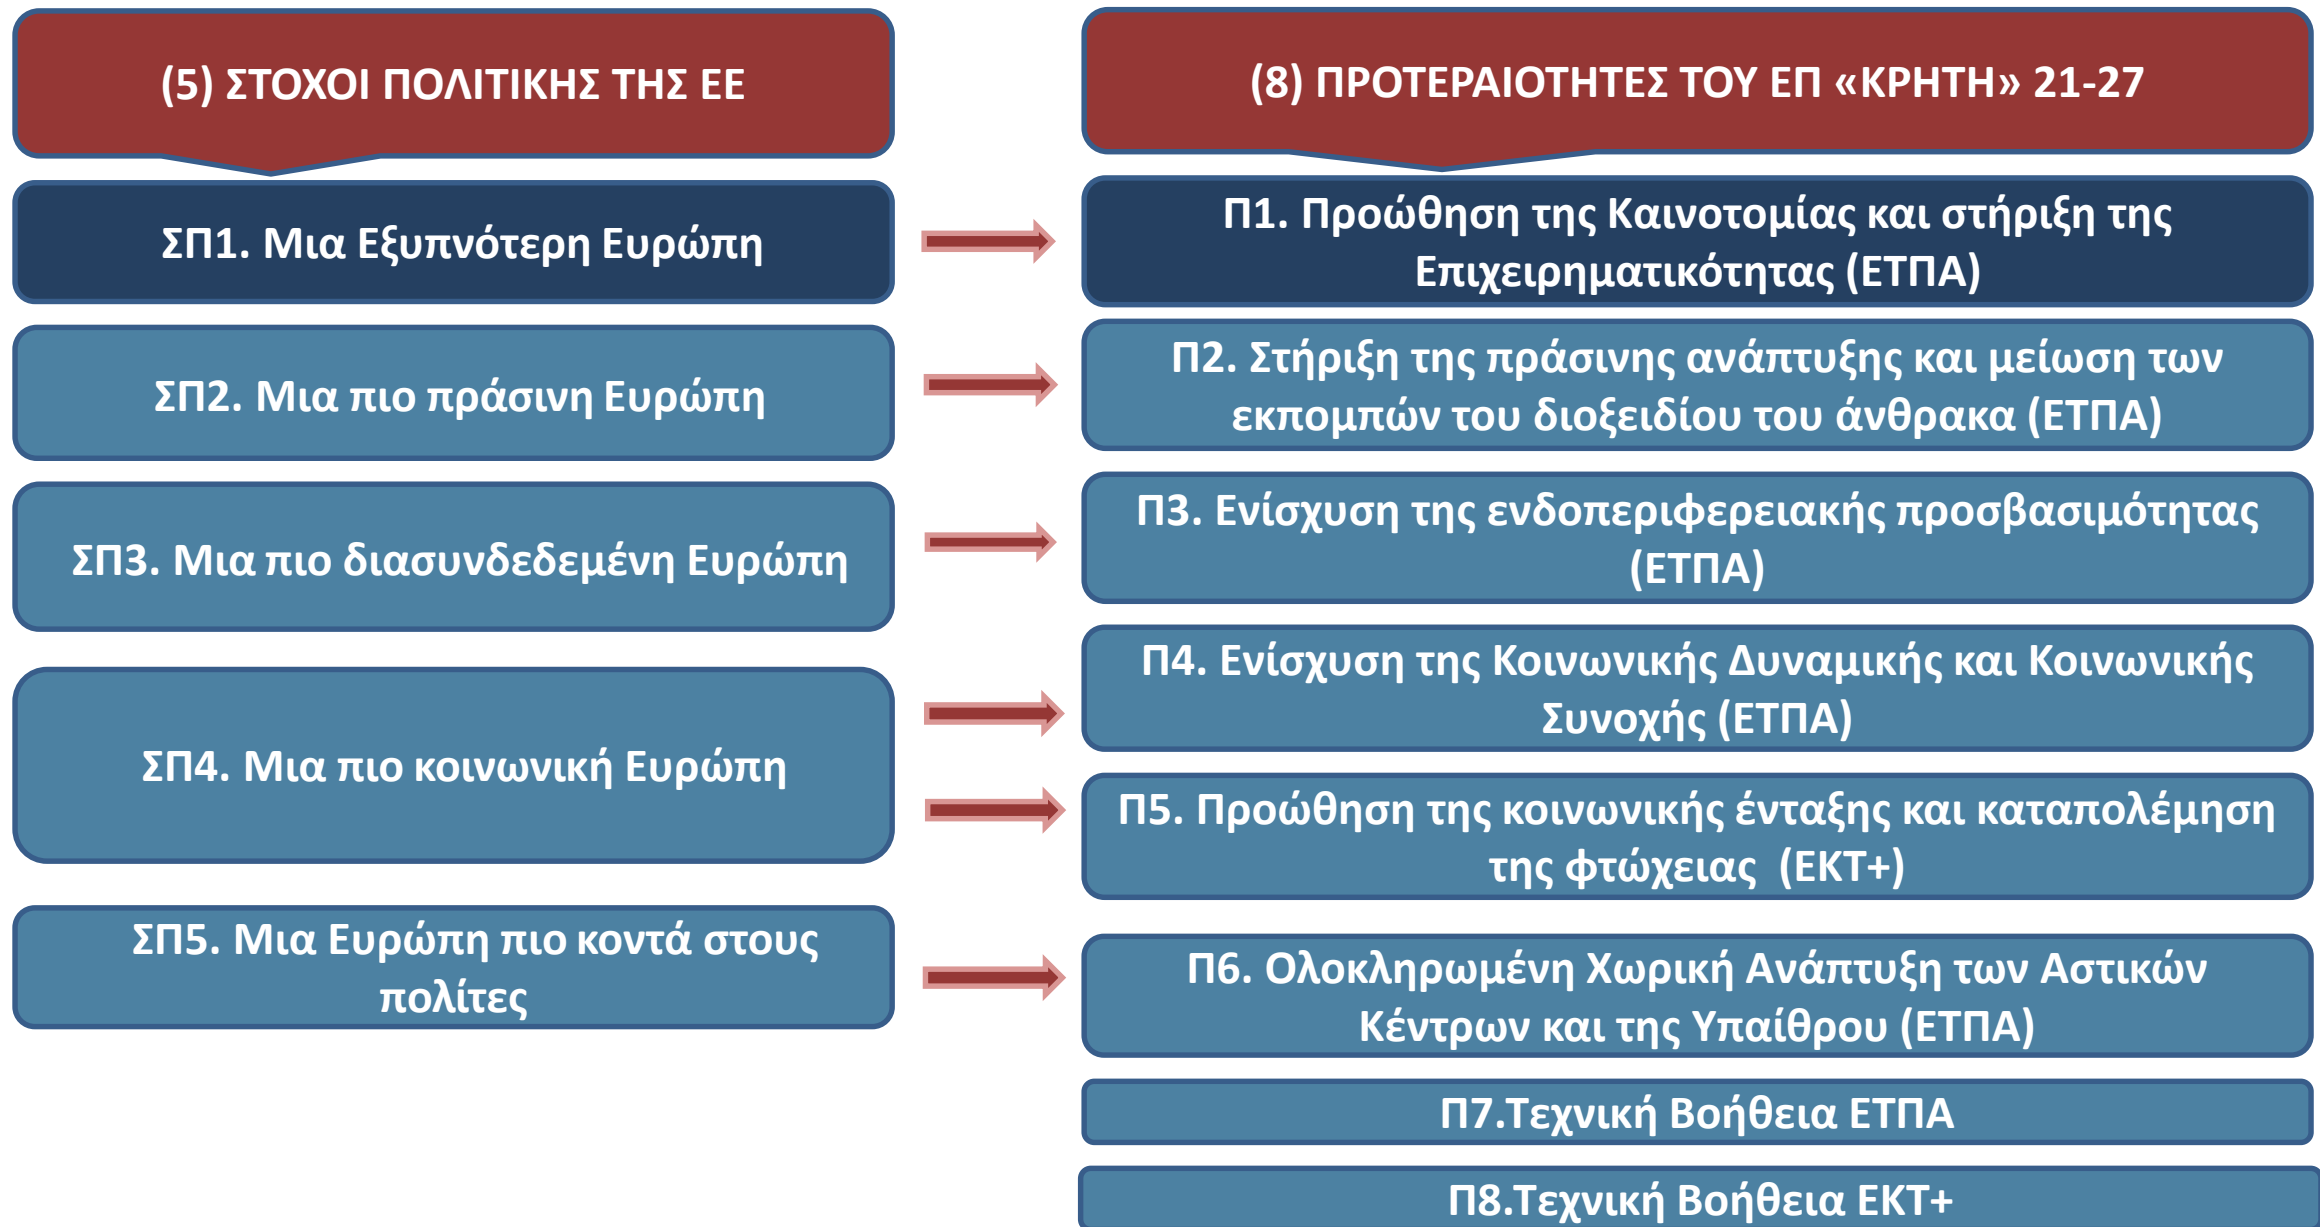 (5) ΣΤΟΧΟΙ ΠΟΛΙΤΙΚΗΣ ΤΗΣ ΕΕ
(8) ΠΡΟΤΕΡΑΙΟΤΗΤΕΣ ΤΟΥ ΕΠ «ΚΡΗΤΗ» 21-27
ΣΠ1. Μια Εξυπνότερη Ευρώπη
Π1. Προώθηση της Καινοτομίας και στήριξη της
Επιχειρηματικότητας (ΕΤΠΑ)
ΣΠ2. Μια πιο πράσινη Ευρώπη
Π2. Στήριξη της πράσινης ανάπτυξης και μείωση των
εκπομπών του διοξειδίου του άνθρακα (ΕΤΠΑ)
ΣΠ3. Μια πιο διασυνδεδεμένη Ευρώπη
Π3. Ενίσχυση της ενδοπεριφερειακής προσβασιμότητας
(ΕΤΠΑ)
ΣΠ4. Μια πιο κοινωνική Ευρώπη
Π4. Ενίσχυση της Κοινωνικής Δυναμικής και Κοινωνικής
Συνοχής (ΕΤΠΑ)
Π5. Προώθηση της κοινωνικής ένταξης και καταπολέμηση
της φτώχειας (ΕΚΤ+)
ΣΠ5. Μια Ευρώπη πιο κοντά στους
πολίτες
Π6. Ολοκληρωμένη Χωρική Ανάπτυξη των Αστικών
Κέντρων και της Υπαίθρου (ΕΤΠΑ)
Π7.Τεχνική Βοήθεια ΕΤΠΑ
Π8.Τεχνική Βοήθεια ΕΚΤ+